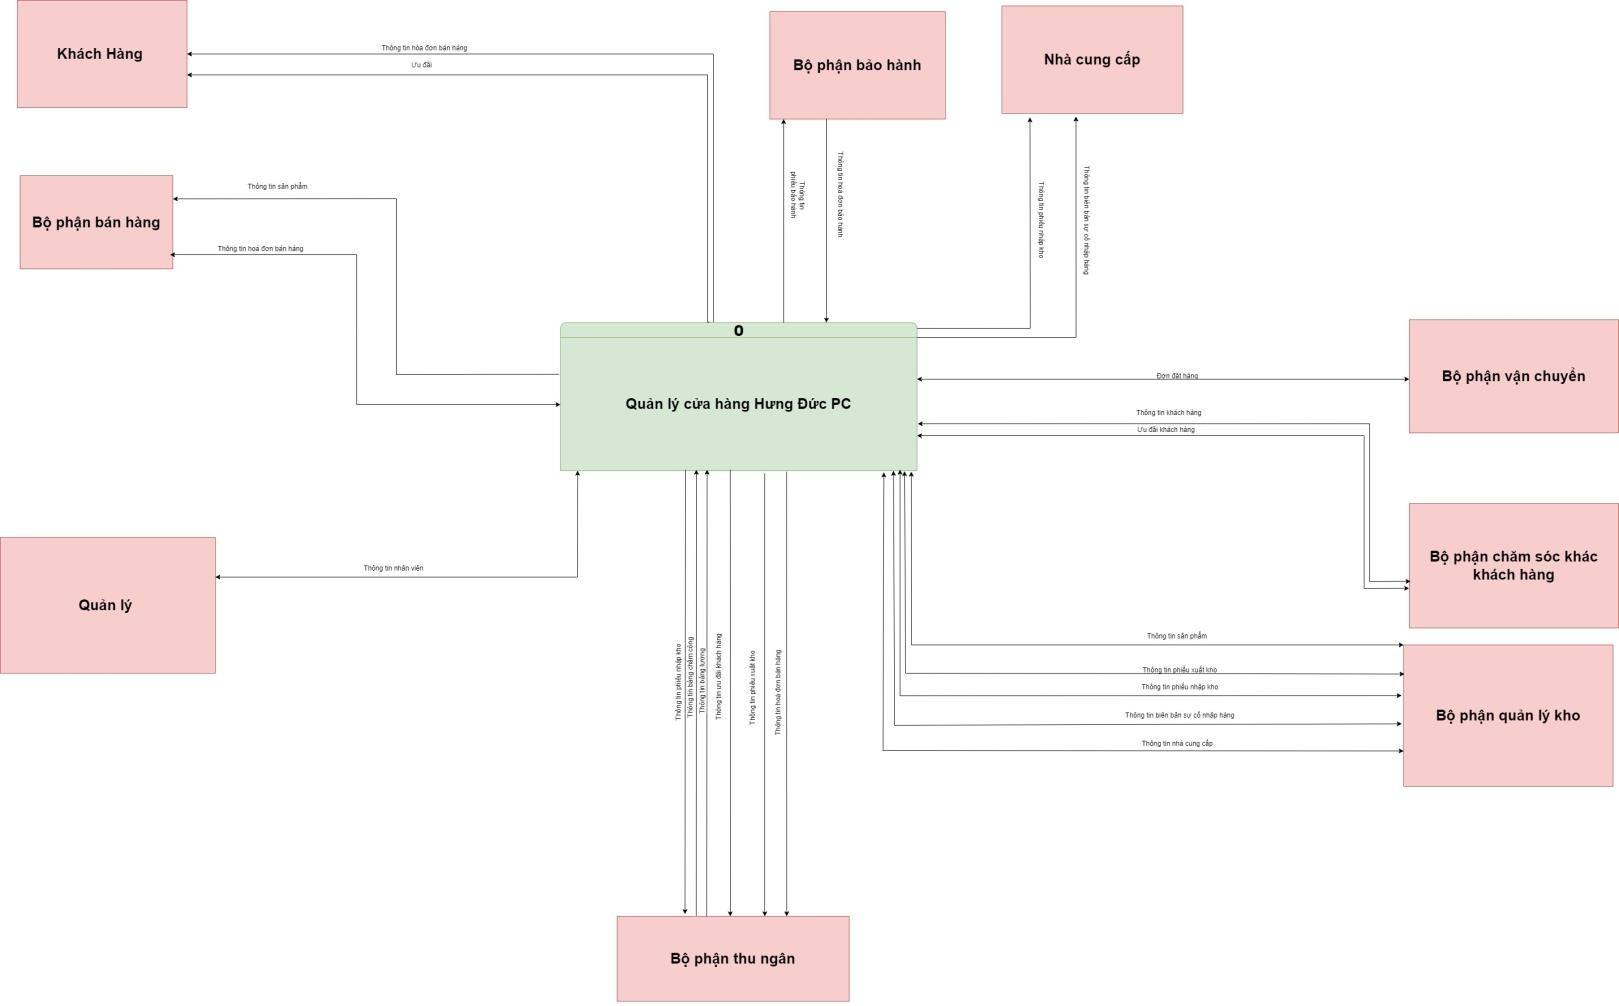 Khách Hàng
Thông tin hóa đơn bán hàng
Ưu đãi
Bộ phận bảo hành
Nhà cung cấp
Bộ phận bán hàng
Thông tin sản phẩm
Thông tin hoá đơn bán hàng
Thông tin
phiếu bảo hành
Thông tin hoá đơn bảo hành
Thông tin phiếu nhập kho
Thông tin biên bản sự cố nhập hàng
0
Quản lý cửa hàng Hưng Đức PC
Đơn đặt hàng
Bộ phận vận chuyển
Thông tin khách hàng
Ưu đãi khách hàng
Bộ phận chăm sóc khác
khách hàng
Quản lý
Thông tin nhân viên
Thông tin phiếu nhập kho
Thông tin bảng chấm công
Thông tin bảng lương
Thông tin ưu đãi khách hàng
Thông tin phiếu xuất kho
Thông tin hoá đơn bán hàng
Thông tin sản phẩm
Thông tin phiếu xuất kho
Thông tin phiếu nhập kho
Thông tin biên bản sự cố nhập hàng
Thông tin nhà cung cấp
Bộ phận quản lý kho
Bộ phận thu ngân